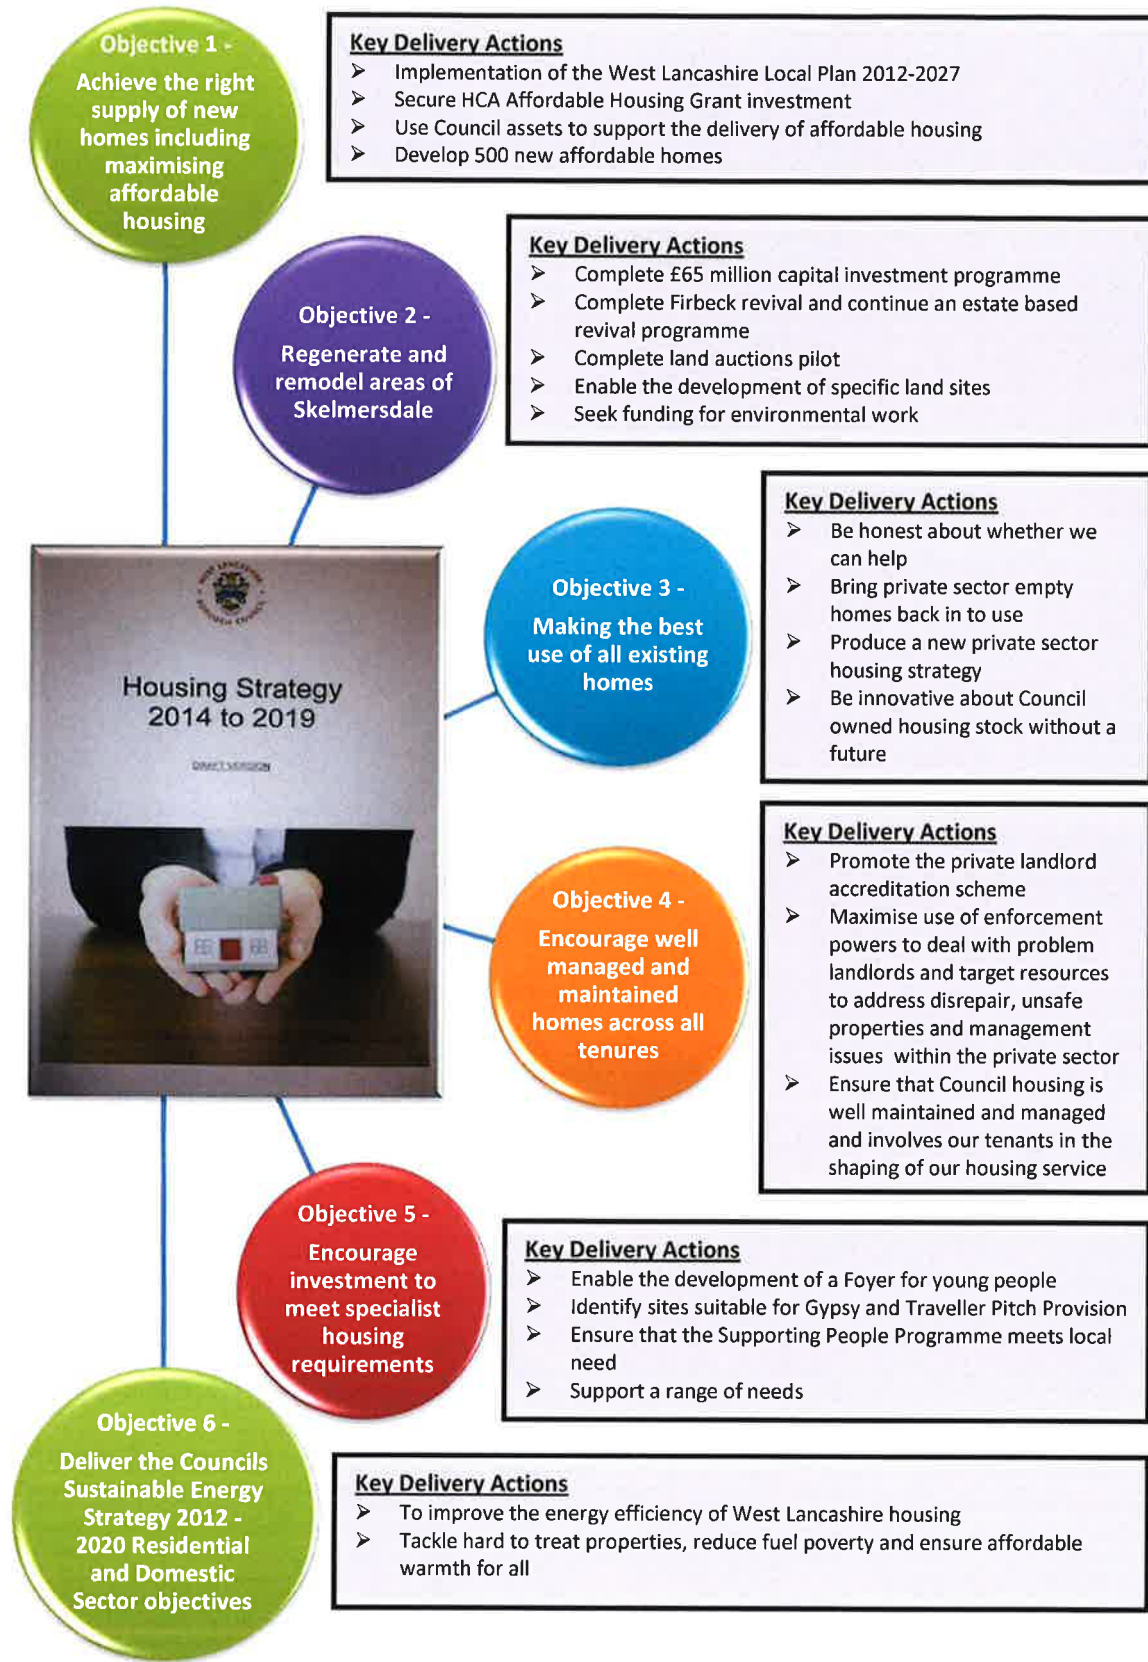 Objective 1 -
Achieve the right
supply of new
homes including
maximising
affordable
housing
Key Delivery Actions
➢ Implementation of the West Lancashire Local Plan 2012-2027
➢ Secure HCA Affordable Housing Grant investment
➢ Use Council assets to support the delivery of affordable housing
➢ Develop 500 new affordable homes
Objective 2 -
Regenerate and
remodel areas of
Skelmersdale
Key Delivery Actions
➢ Complete £65 million capital investment programme
➢ Complete Firbeck revival and continue an estate based
revival programme
➢ Complete land auctions pilot
➢ Enable the development of specific land sites
➢ Seek funding for environmental work
WEST LANCASHIRE
BOROUGH COUNCIL
Housing Strategy
2014 to 2019
DRAFT VERSION
Objective 3 -
Making the best
use of all existing
homes
Key Delivery Actions
➢ Be honest about whether we
can help
➢ Bring private sector empty
homes back in to use
➢ Produce a new private sector
housing strategy
➢ Be innovative about Council
owned housing stock without a
future
Objective 4 -
Encourage well
managed and
maintained
homes across all
tenures
Key Delivery Actions
➢ Promote the private landlord
accreditation scheme
➢ Maximise use of enforcement
powers to deal with problem
landlords and target resources
to address disrepair, unsafe
properties and management
issues within the private sector
➢ Ensure that Council housing is
well maintained and managed
and involves our tenants in the
shaping of our housing service
Objective 5 -
Encourage
investment to
meet specialist
housing
requirements
Key Delivery Actions
➢ Enable the development of a Foyer for young people
➢ Identify sites suitable for Gypsy and Traveller Pitch Provision
➢ Ensure that the Supporting People Programme meets local
need
➢ Support a range of needs
Objective 6 -
Deliver the Councils
Sustainable Energy
Strategy 2012 -
2020 Residential
and Domestic
Sector objectives
Key Delivery Actions
➢ To improve the energy efficiency of West Lancashire housing
➢ Tackle hard to treat properties, reduce fuel poverty and ensure affordable
warmth for all